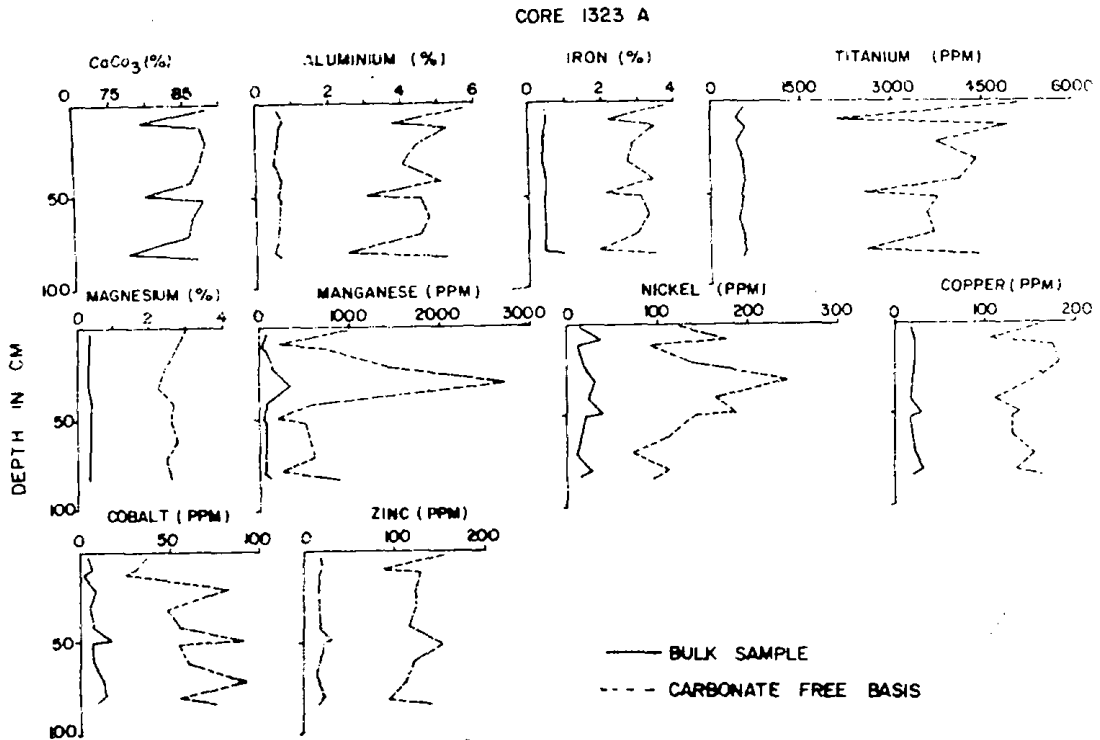 CORE 1323 A
CaCo3 (%) ALUMINIUM (%) IRON (%) TITANIUM (PPM)
0 75 85 0 2 4 6 0 2 4 0 1500 3000 4500 6000
50
100
MAGNESIUM (%) MANGANESE (PPM) NICKEL (PPM) COPPER (PPM)
0 2 4 0 1000 2000 3000 0 100 200 300 0 100 200
50
100
DEPTH IN CM
COBALT (PPM) ZINC (PPM)
0 50 100 0 100 200
50
100
BULK SAMPLE
CARBONATE FREE BASIS